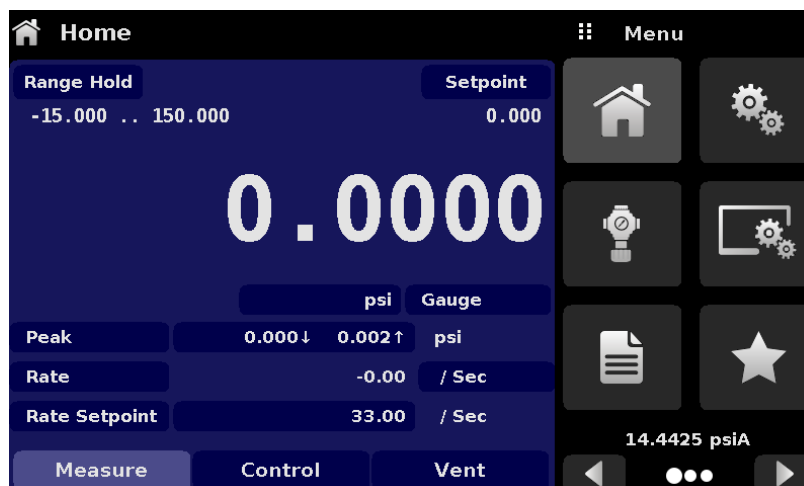 Home
Menu
Range Hold
Setpoint
-15.000 .. 150.000
0.000
0.0000
psi
Gauge
Peak 0.000↓ 0.002↑ psi
Rate -0.00 / Sec
Rate Setpoint 33.00 / Sec
14.4425 psiA
Measure Control Vent